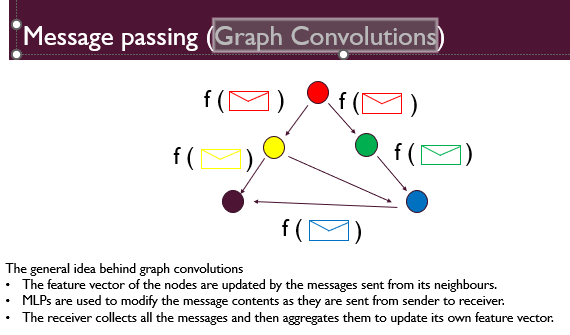 Message passing (Graph Convolutions)
f ( ) f ( )
f ( ) f ( )
f ( )
The general idea behind graph convolutions
• The feature vector of the nodes are updated by the messages sent from its neighbours.
• MLPs are used to modify the message contents as they are sent from sender to receiver.
• The receiver collects all the messages and then aggregates them to update its own feature vector.